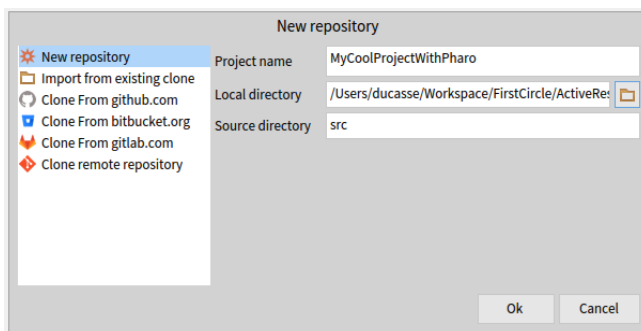 New repository
New repository
Import from existing clone
Clone From github.com
Clone From bitbucket.org
Clone From gitlab.com
Clone remote repository
Project name
MyCoolProjectWithPharo
Local directory
/Users/ducasse/Workspace/FirstCircle/ActiveRes
Source directory
src
Ok
Cancel